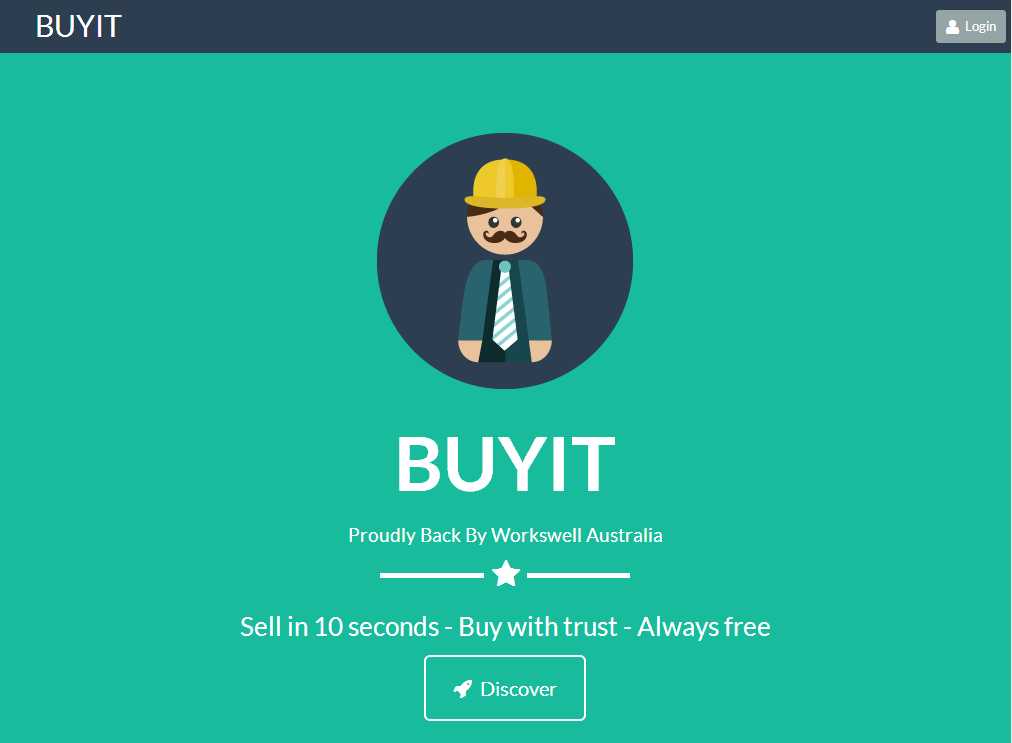 BUYIT
Login
BUYIT
Proudly Back By Workswell Australia
Sell in 10 seconds - Buy with trust - Always free
Discover